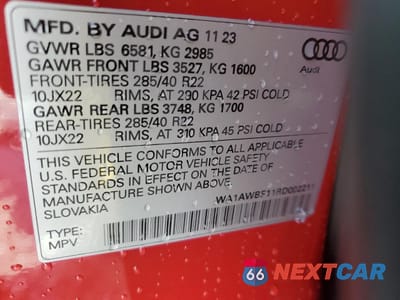 MFD. BY AUDI AG 11 23
GVWR LBS 6581, KG 2985
GAWR FRONT LBS 3527, KG 1600
FRONT-TIRES 285/40 R22
10JX22 RIMS, AT 290 KPA 42 PSI COLD
GAWR REAR LBS 3748, KG 1700
REAR-TIRES 285/40 R22
10JX22 RIMS, AT 310 KPA 45 PSI COLD
Audi
THIS VEHICLE CONFORMS TO ALL APPLICABLE
U.S. FEDERAL MOTOR VEHICLE SAFETY
STANDARDS IN EFFECT ON THE DATE OF
MANUFACTURE SHOWN ABOVE.
SLOVAKIA
TYPE:
MPV
66 NEXTCAR